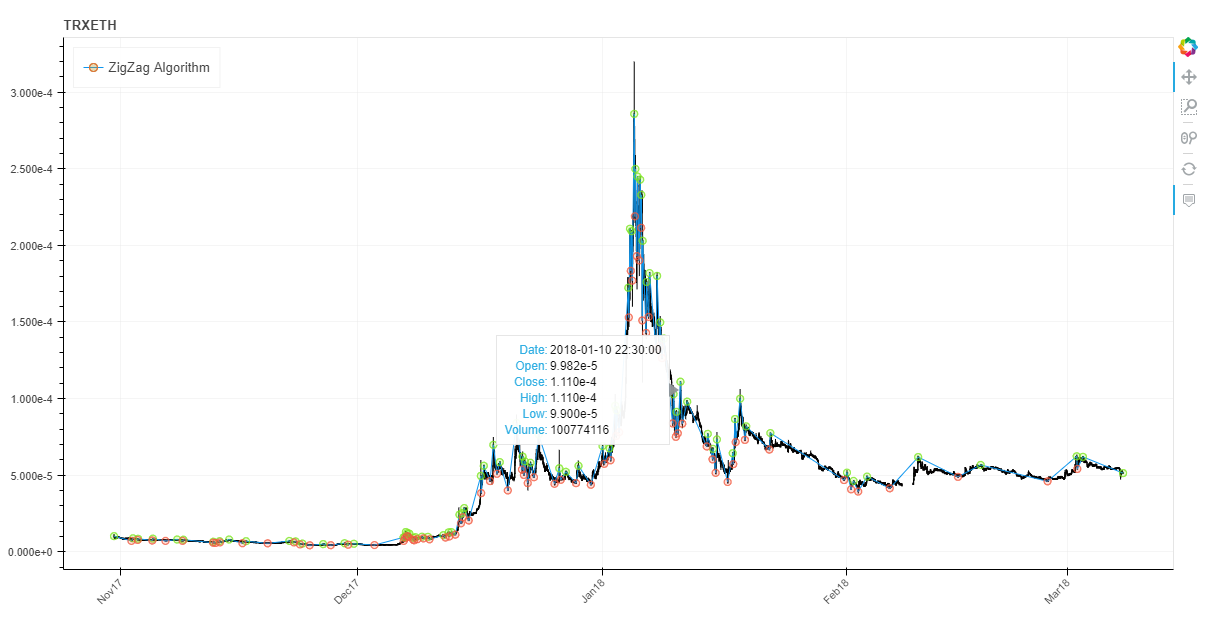 TRXETH
ZigZag Algorithm
3.000e-4
2.500e-4
2.000e-4
1.500e-4
1.000e-4
5.000e-5
0.000e+0
Date: 2018-01-10 22:30:00
Open: 9.982e-5
Close: 1.110e-4
High: 1.110e-4
Low: 9.900e-5
Volume: 100774116
Nov17
Dec17
Jan18
Feb18
Mar18